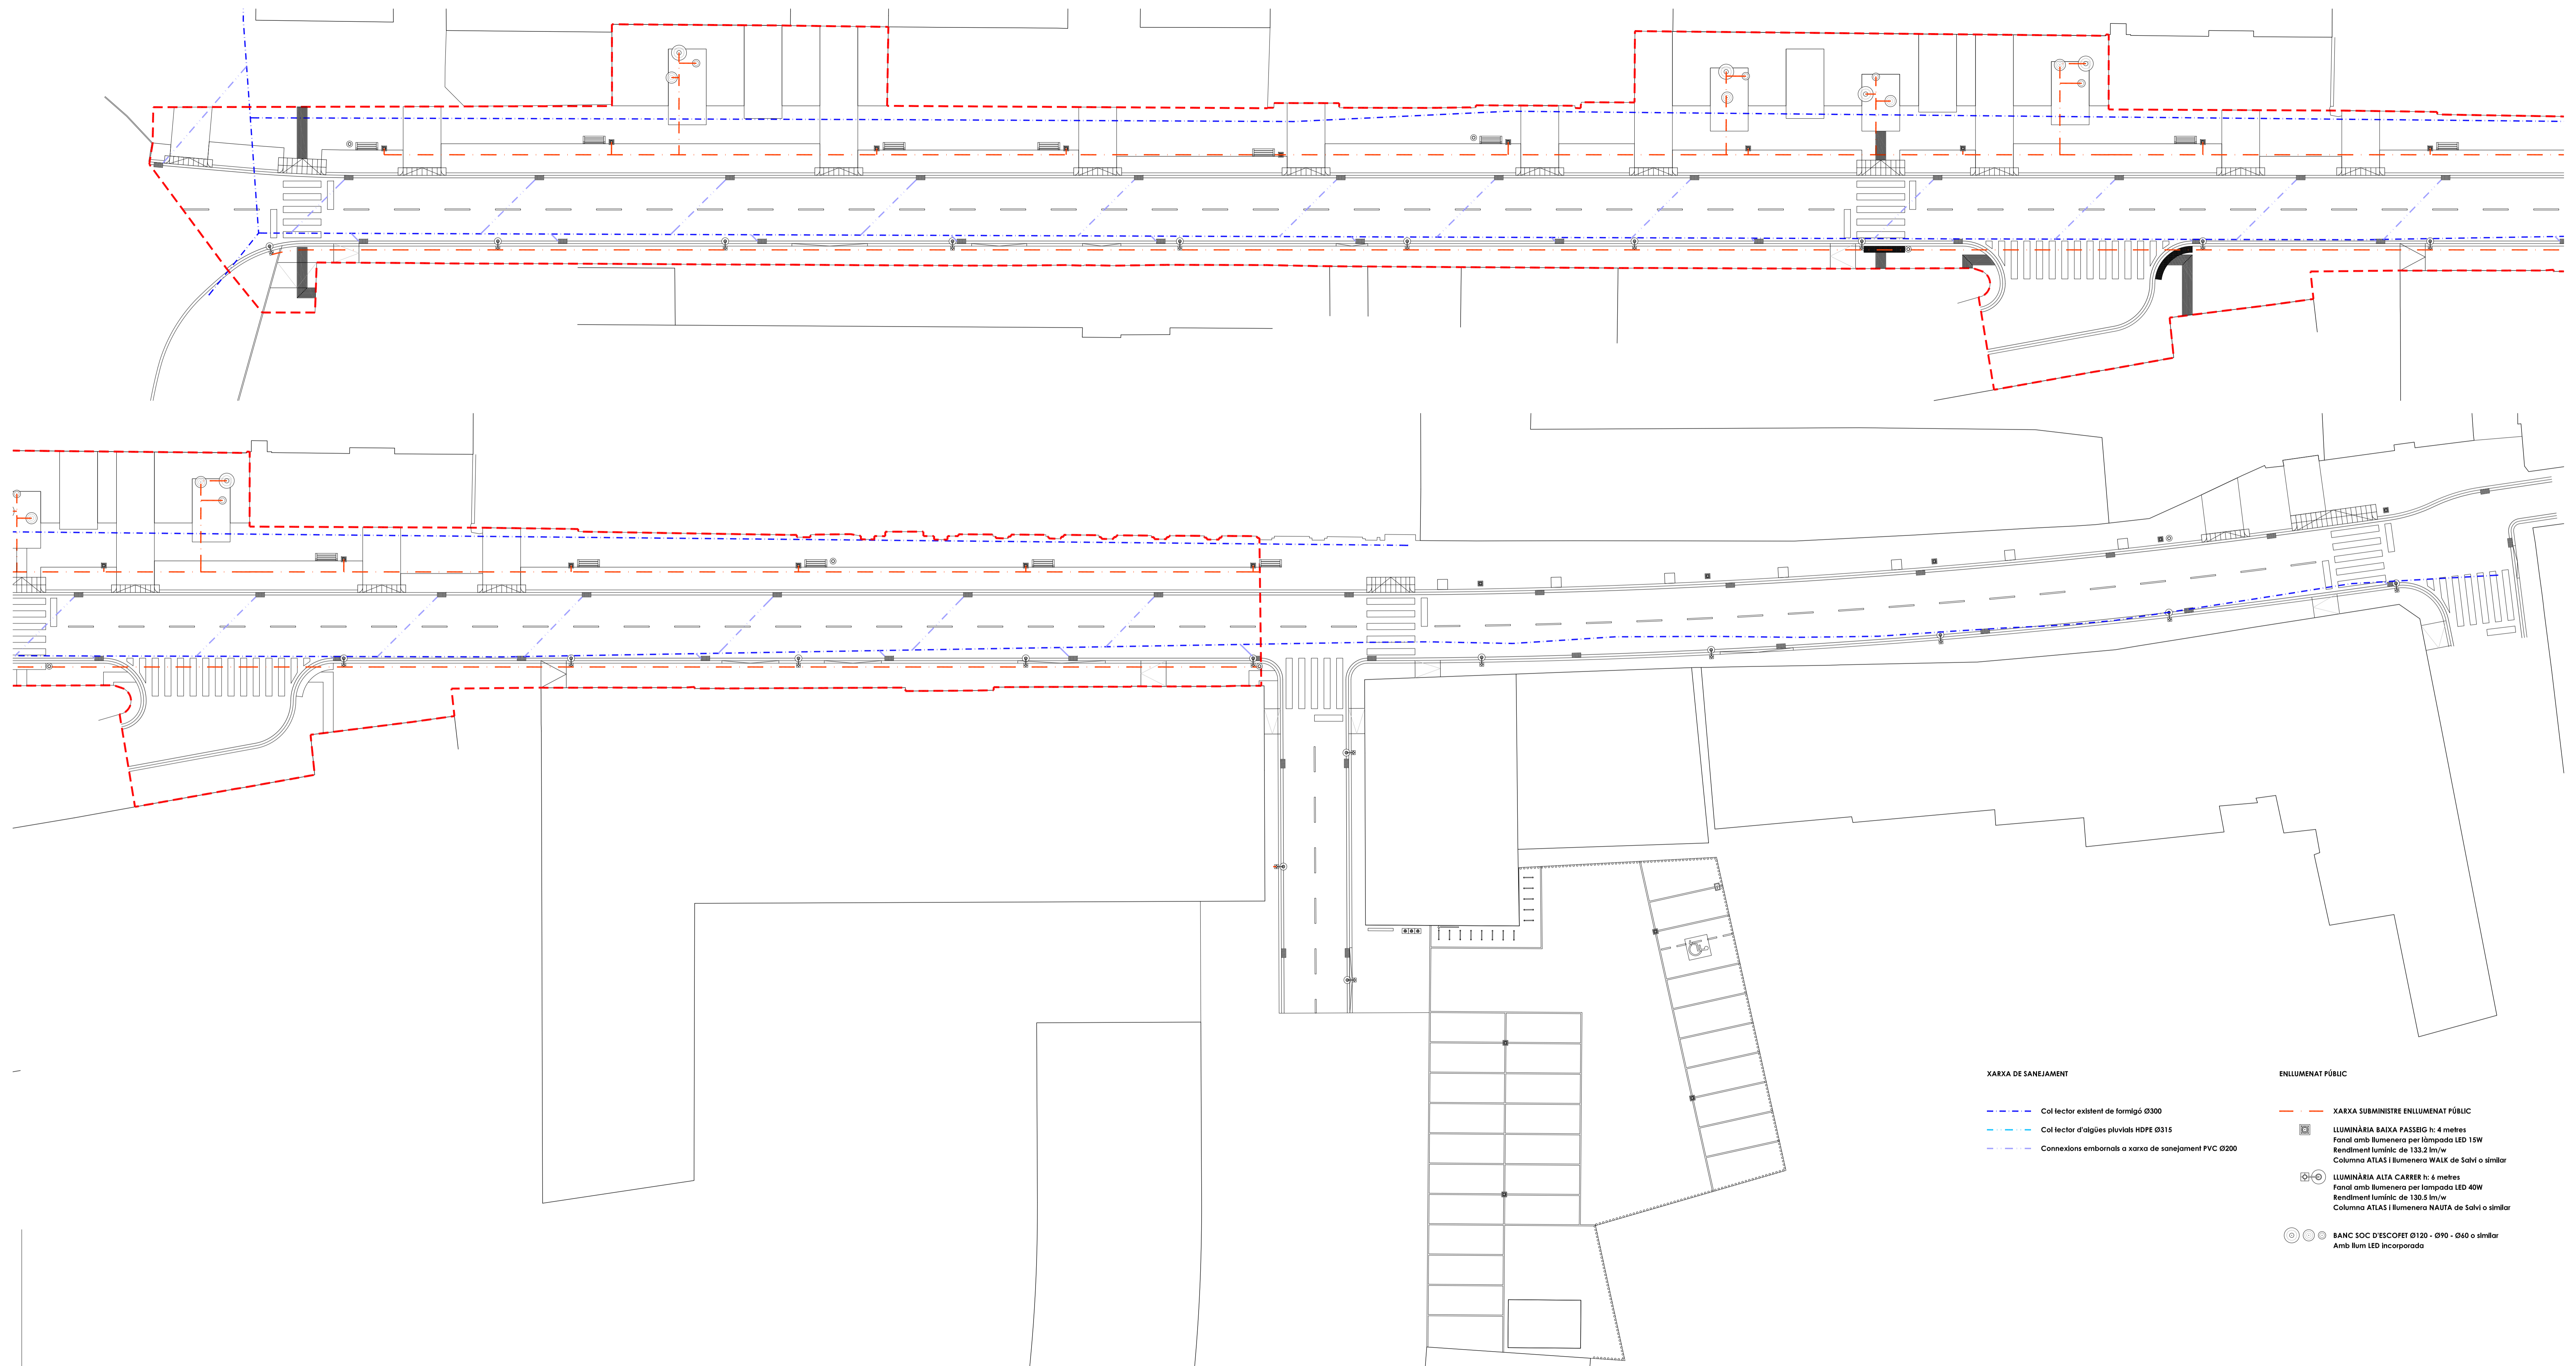 XARXA DE SANEJAMENT
Col·lector existent de formigó Ø300
Col·lector d'aigües pluvials HDPE Ø315
Connexions embornals a xarxa de sanejament PVC Ø200
ENLLUMENAT PÚBLIC
XARXA SUBMINISTRE ENLLUMENAT PÚBLIC
LLUMINÀRIA BAIXA PASSEIG h: 4 metres
Fanal amb llumenera per làmpada LED 15W
Rendiment lumínic de 133.2 lm/w
Columna ATLAS i llumenera WALK de Salvi o similar
LLUMINÀRIA ALTA CARRER h: 6 metres
Fanal amb llumenera per lampada LED 40W
Rendiment lumínic de 130.5 lm/w
Columna ATLAS i llumenera NAUTA de Salvi o similar
BANC SOC D'ESCOFET Ø120 - Ø90 - Ø60 o similar
Amb llum LED incorporada